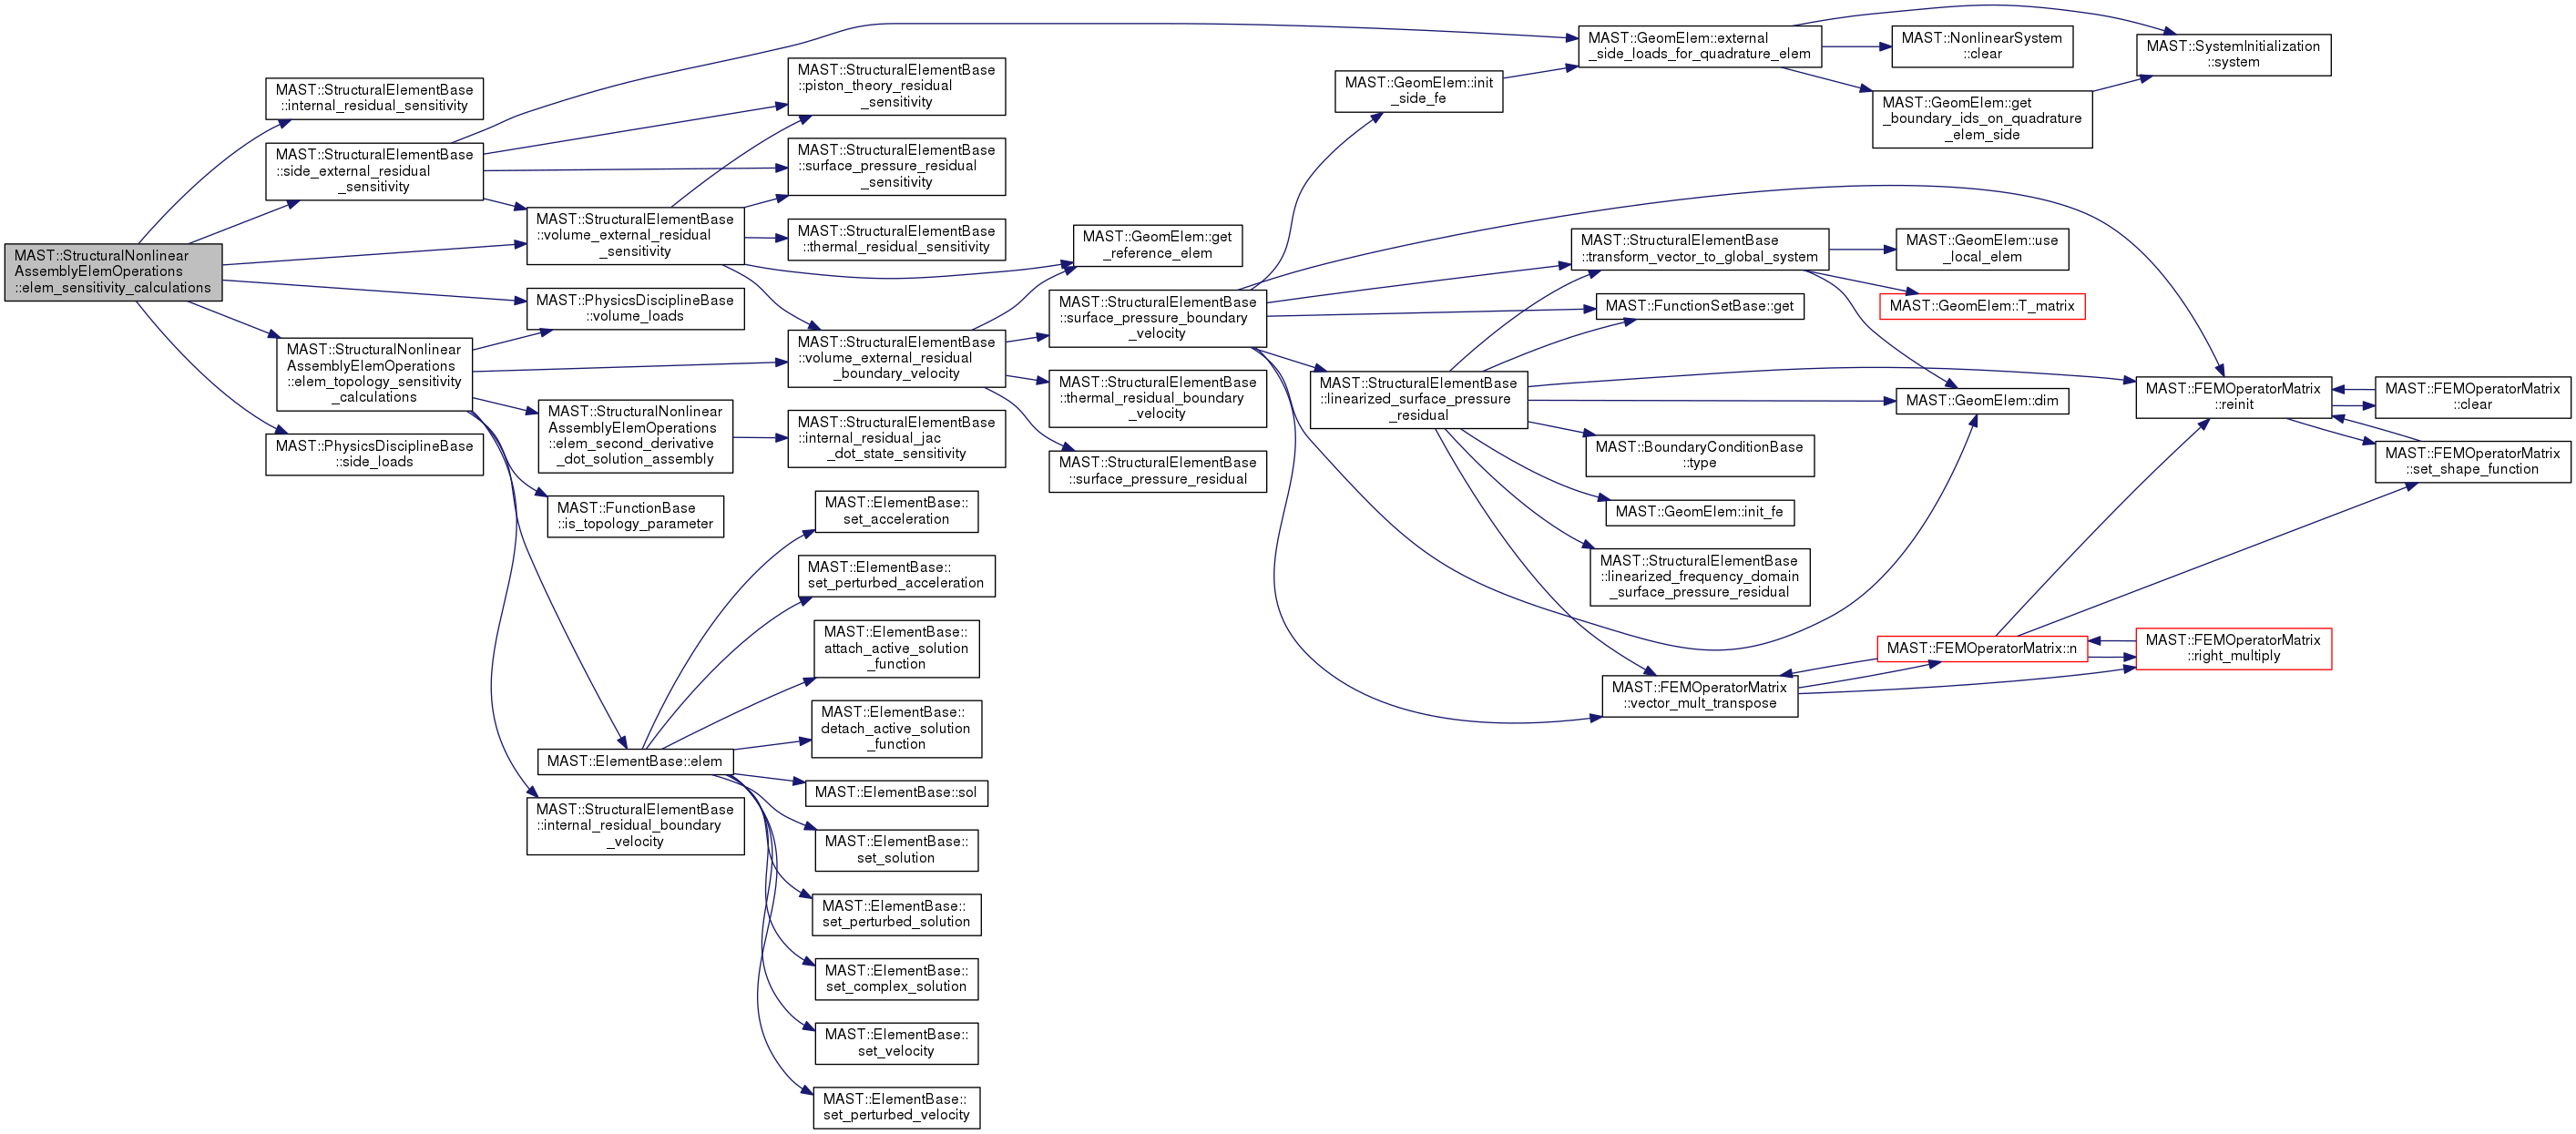 MAST::StructuralNonlinear
AssemblyElemOperations
::elem_sensitivity_calculations
MAST::StructuralElementBase
::internal_residual_sensitivity
MAST::StructuralElementBase
::side_external_residual
_sensitivity
MAST::StructuralNonlinear
AssemblyElemOperations
::elem_topology_sensitivity
_calculations
MAST::PhysicsDisciplineBase
::side_loads
MAST::StructuralElementBase
::volume_external_residual
_sensitivity
MAST::PhysicsDisciplineBase
::volume_loads
MAST::StructuralNonlinear
AssemblyElemOperations
::elem_second_derivative
_dot_solution_assembly
MAST::FunctionBase
::is_topology_parameter
MAST::ElementBase::elem
MAST::StructuralElementBase
::internal_residual_boundary
_velocity
MAST::StructuralElementBase
::piston_theory_residual
_sensitivity
MAST::StructuralElementBase
::surface_pressure_residual
_sensitivity
MAST::StructuralElementBase
::thermal_residual_sensitivity
MAST::StructuralElementBase
::volume_external_residual
_boundary_velocity
MAST::StructuralElementBase
::internal_residual_jac
_dot_state_sensitivity
MAST::ElementBase::
set_acceleration
MAST::ElementBase::
set_perturbed_acceleration
MAST::ElementBase::
attach_active_solution
_function
MAST::ElementBase::
detach_active_solution
_function
MAST::ElementBase::sol
MAST::ElementBase::
set_solution
MAST::ElementBase::
set_perturbed_solution
MAST::ElementBase::
set_complex_solution
MAST::ElementBase::
set_velocity
MAST::ElementBase::
set_perturbed_velocity
MAST::GeomElem::get
_reference_elem
MAST::StructuralElementBase
::surface_pressure_boundary
_velocity
MAST::StructuralElementBase
::thermal_residual_boundary
_velocity
MAST::StructuralElementBase
::surface_pressure_residual
MAST::GeomElem::init
_side_fe
MAST::StructuralElementBase
::linearized_surface_pressure
_residual
MAST::GeomElem::external
_side_loads_for_quadrature_elem
MAST::StructuralElementBase
::transform_vector_to_global_system
MAST::FunctionSetBase::get
MAST::BoundaryConditionBase
::type
MAST::GeomElem::init_fe
MAST::StructuralElementBase
::linearized_frequency_domain
_surface_pressure_residual
MAST::FEMOperatorMatrix
::vector_mult_transpose
MAST::NonlinearSystem
::clear
MAST::GeomElem::get
_boundary_ids_on_quadrature
_elem_side
MAST::GeomElem::use
_local_elem
MAST::GeomElem::T_matrix
MAST::GeomElem::dim
MAST::FEMOperatorMatrix::n
MAST::SystemInitialization
::system
MAST::FEMOperatorMatrix
::reinit
MAST::FEMOperatorMatrix
::right_multiply
MAST::FEMOperatorMatrix
::clear
MAST::FEMOperatorMatrix
::set_shape_function